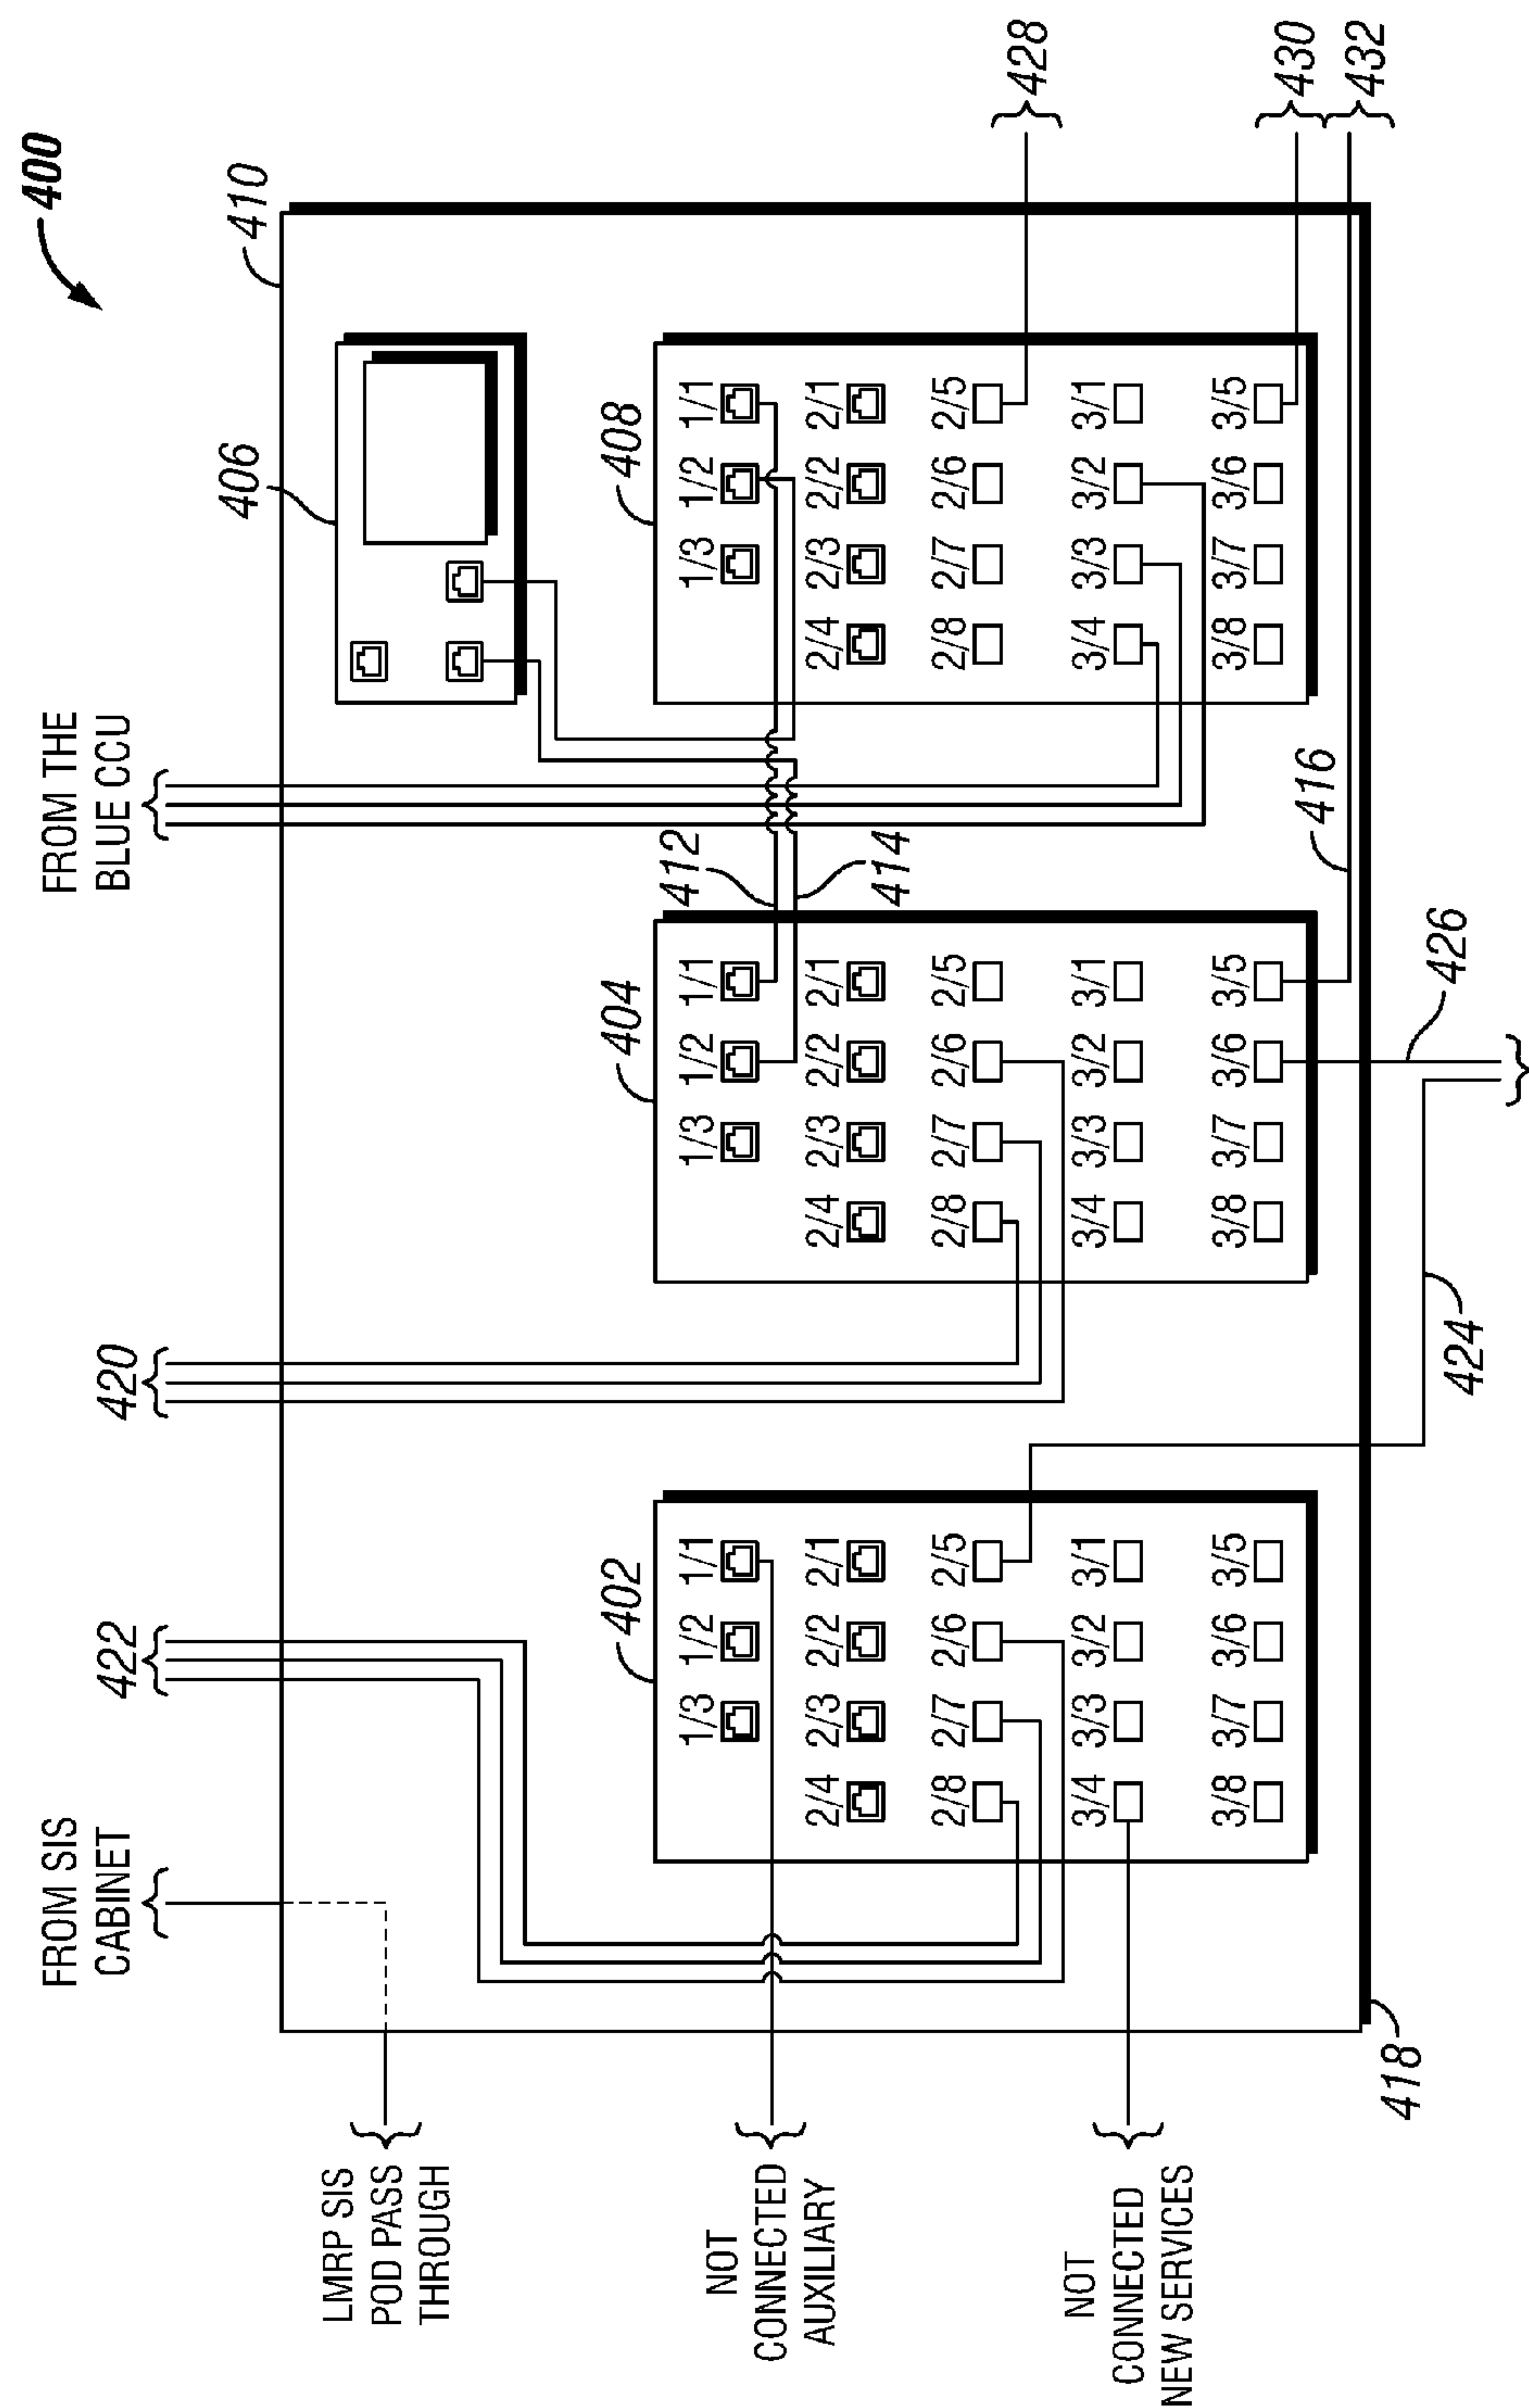 400
FROM SIS
CABINET
422
420
FROM THE
BLUE CCU
410
406
LMRP SIS
POD PASS
THROUGH
NOT
CONNECTED
AUXILIARY
NOT
CONNECTED
NEW SERVICES
402
1/3 1/2 1/1
2/4 2/3 2/2 2/1
2/8 2/7 2/6 2/5
3/4 3/3 3/2 3/1
3/8 3/7 3/6 3/5
404
1/3 1/2 1/1
2/4 2/3 2/2 2/1
2/8 2/7 2/6 2/5
3/4 3/3 3/2 3/1
3/8 3/7 3/6 3/5
412
414
408
1/3 1/2 1/1
2/4 2/3 2/2 2/1
2/8 2/7 2/6 2/5
3/4 3/3 3/2 3/1
3/8 3/7 3/6 3/5
428
430
432
416
418
424
426